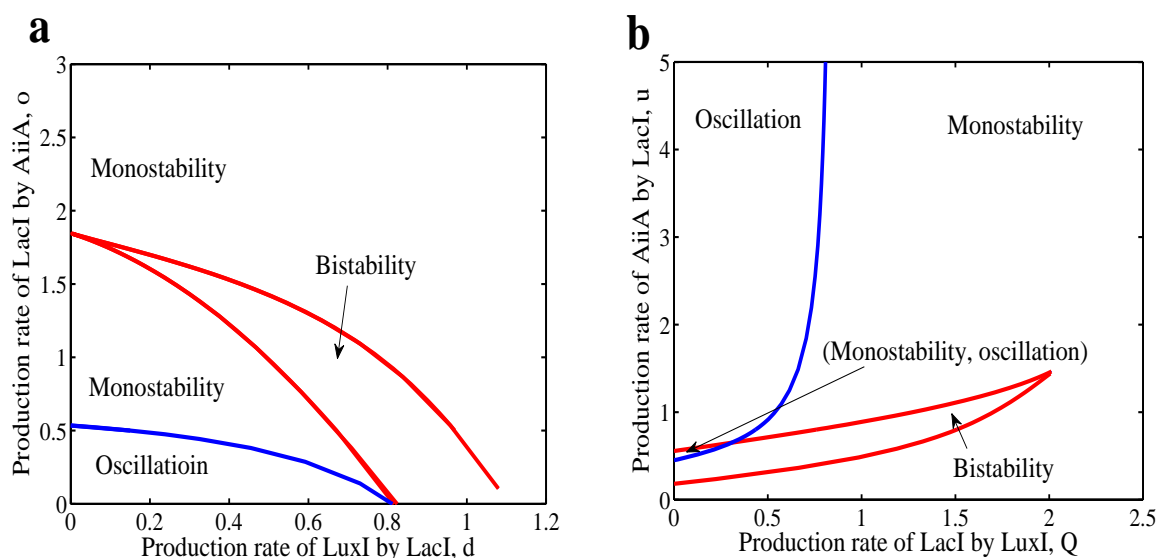 a
3
2.5
2
1.5
1
0.5
0
Production rate of LacI by AiiA, o
Monostability
Bistability
Monostability
Oscillatioin
0 0.2 0.4 0.6 0.8 1 1.2
Production rate of LuxI by LacI, d
b
5
4
3
2
1
0
Production rate of AiiA by LacI, u
Oscillation
Monostability
(Monostability, oscillation)
Bistability
0 0.5 1 1.5 2 2.5
Production rate of LacI by LuxI, Q